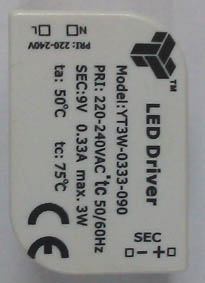 PRI: 220-240V
N
L
TM
LED Driver
Model:YT3W-0333-090
PRI: 220-240VAC 50/60Hz
SEC:9V 0.33A max. 3W
ta: 50℃ tc: 75℃
tc
CE
SEC
- +